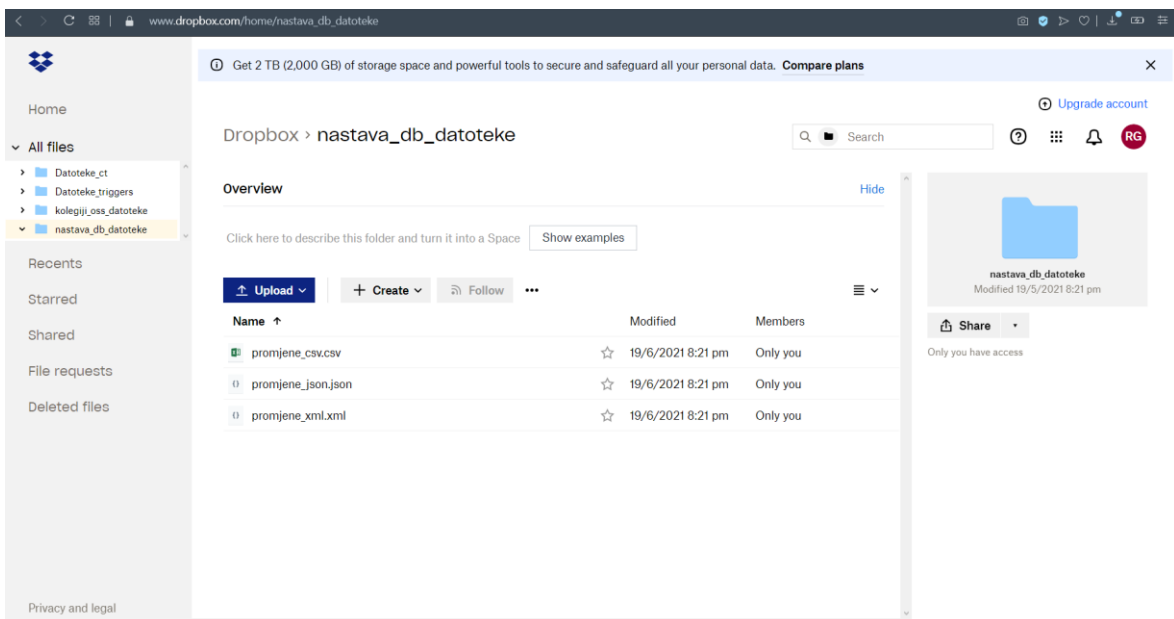 www.dropbox.com/home/nastava_db_datoteke
Get 2 TB (2,000 GB) of storage space and powerful tools to secure and safeguard all your personal data. Compare plans
Home
All files
Datoteke_ct
Datoteke_triggers
kolegiji_oss_datoteke
nastava_db_datoteke
Recents
Starred
Shared
File requests
Deleted files
Privacy and legal
Upgrade account
Dropbox › nastava_db_datoteke
Search
RG
Overview
Hide
Click here to describe this folder and turn it into a Space Show examples
Upload Create Follow
Name Modified Members
promjene_csv.csv 19/6/2021 8:21 pm Only you
promjene_json.json 19/6/2021 8:21 pm Only you
promjene_xml.xml 19/6/2021 8:21 pm Only you
nastava_db_datoteke
Modified 19/5/2021 8:21 pm
Share
Only you have access